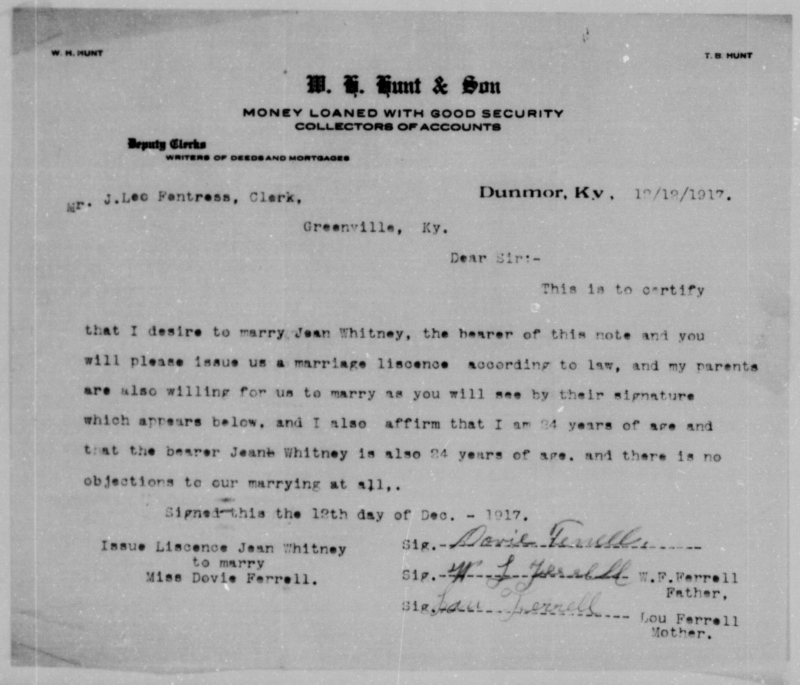 W. H. HUNT
T. B. HUNT
W. H. Hunt & Son
MONEY LOANED WITH GOOD SECURITY
COLLECTORS OF ACCOUNTS
Deputy Clerks
WRITERS OF DEEDS AND MORTGAGES
Mr. J.Leo Fentress, Clerk,
Dunmor, Ky, 12/12/1917.
Greenville, Ky.
Dear Sir:-
This is to certify
that I desire to marry Jean Whitney, the bearer of this note and you
will please issue us a marriage liscence according to law, and my parents
are also willing for us to marry as you will see by their signature
which appears below, and I also affirm that I am 24 years of age and
that the bearer Jean Whitney is also 24 years of age. and there is no
objections to our marrying at all,.
Signed this the 12th day of Dec. - 1917.
Issue Liscence Jean Whitney
to marry
Miss Dovie Ferrell.
Sig. Dovie Ferrell.
Sig. W F Ferrell W.F.Ferrell
Father,
Sig. Lou Ferrell Lou Ferrell
Mother.